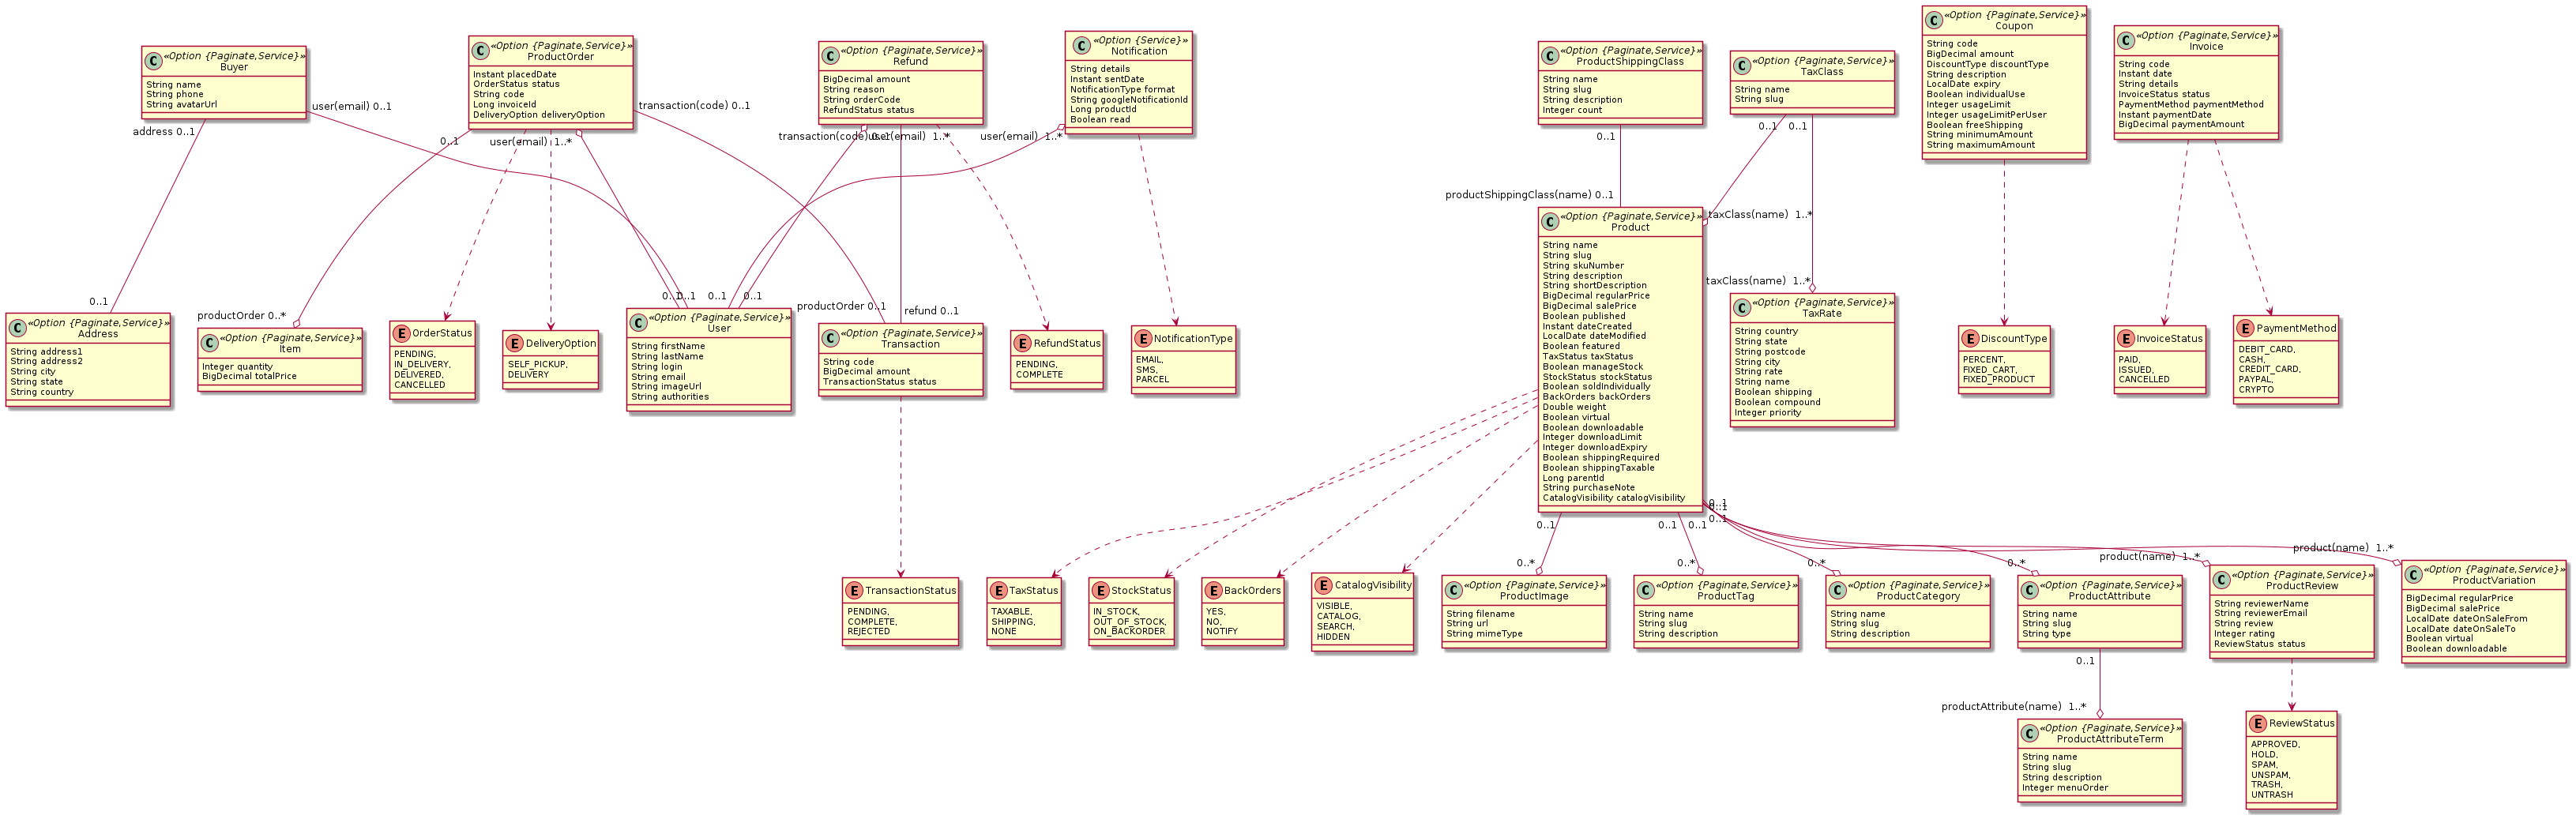 «Option {Paginate,Service}»
Buyer
String name
String phone
String avatarUrl
«Option {Paginate,Service}»
ProductOrder
Instant placedDate
OrderStatus status
String code
Long invoiceId
DeliveryOption deliveryOption
«Option {Paginate,Service}»
Refund
BigDecimal amount
String reason
String orderCode
RefundStatus status
«Option {Service}»
Notification
String details
Instant sentDate
NotificationType format
String googleNotificationId
Long productId
Boolean read
«Option {Paginate,Service}»
ProductShippingClass
String name
String slug
String description
Integer count
«Option {Paginate,Service}»
TaxClass
String name
String slug
«Option {Paginate,Service}»
Coupon
String code
BigDecimal amount
DiscountType discountType
String description
LocalDate expiry
Boolean individualUse
Integer usageLimit
Integer usageLimitPerUser
Boolean freeShipping
String minimumAmount
String maximumAmount
«Option {Paginate,Service}»
Invoice
String code
Instant date
String details
InvoiceStatus status
PaymentMethod paymentMethod
Instant paymentDate
BigDecimal paymentAmount
user(email) 0..1
address 0..1
0..1
user(email) 1..*
transaction(code) 0..1
transaction(code) 0..1
user(email) 1..*
user(email) 1..*
0..1
0..1
0..1
productShippingClass(name) 0..1
taxClass(name) 1..*
taxClass(name) 1..*
0..1
productOrder 0..*
0..1
0..1
0..1
0..1
productOrder 0..1
refund 0..1
«Option {Paginate,Service}»
Address
String address1
String address2
String city
String state
String country
«Option {Paginate,Service}»
Item
Integer quantity
BigDecimal totalPrice
OrderStatus
PENDING,
IN_DELIVERY,
DELIVERED,
CANCELLED
DeliveryOption
SELF_PICKUP,
DELIVERY
«Option {Paginate,Service}»
User
String firstName
String lastName
String login
String email
String imageUrl
String authorities
«Option {Paginate,Service}»
Transaction
String code
BigDecimal amount
TransactionStatus status
RefundStatus
PENDING,
COMPLETE
NotificationType
EMAIL,
SMS,
PARCEL
«Option {Paginate,Service}»
Product
String name
String slug
String skuNumber
String description
String shortDescription
BigDecimal regularPrice
BigDecimal salePrice
Boolean published
Instant dateCreated
LocalDate dateModified
Boolean featured
TaxStatus taxStatus
Boolean manageStock
StockStatus stockStatus
Boolean soldIndividually
BackOrders backOrders
Double weight
Boolean virtual
Boolean downloadable
Integer downloadLimit
Integer downloadExpiry
Boolean shippingRequired
Boolean shippingTaxable
Long parentId
String purchaseNote
CatalogVisibility catalogVisibility
«Option {Paginate,Service}»
TaxRate
String country
String state
String postcode
String city
String rate
String name
Boolean shipping
Boolean compound
Integer priority
DiscountType
PERCENT,
FIXED_CART,
FIXED_PRODUCT
InvoiceStatus
PAID,
ISSUED,
CANCELLED
PaymentMethod
DEBIT_CARD,
CASH,
CREDIT_CARD,
PAYPAL,
CRYPTO
0..1
0..1
0..1
0..1
0..1
0..1
0..*
0..*
0..*
0..*
product(name) 1..*
product(name) 1..*
TransactionStatus
PENDING,
COMPLETE,
REJECTED
TaxStatus
TAXABLE,
SHIPPING,
NONE
StockStatus
IN_STOCK,
OUT_OF_STOCK,
ON_BACKORDER
BackOrders
YES,
NO,
NOTIFY
CatalogVisibility
VISIBLE,
CATALOG,
SEARCH,
HIDDEN
«Option {Paginate,Service}»
ProductImage
String filename
String url
String mimeType
«Option {Paginate,Service}»
ProductTag
String name
String slug
String description
«Option {Paginate,Service}»
ProductCategory
String name
String slug
String description
«Option {Paginate,Service}»
ProductAttribute
String name
String slug
String type
«Option {Paginate,Service}»
ProductReview
String reviewerName
String reviewerEmail
String review
Integer rating
ReviewStatus status
«Option {Paginate,Service}»
ProductVariation
BigDecimal regularPrice
BigDecimal salePrice
LocalDate dateOnSaleFrom
LocalDate dateOnSaleTo
Boolean virtual
Boolean downloadable
0..1
productAttribute(name) 1..*
«Option {Paginate,Service}»
ProductAttributeTerm
String name
String slug
String description
Integer menuOrder
ReviewStatus
APPROVED,
HOLD,
SPAM,
UNSPAM,
TRASH,
UNTRASH